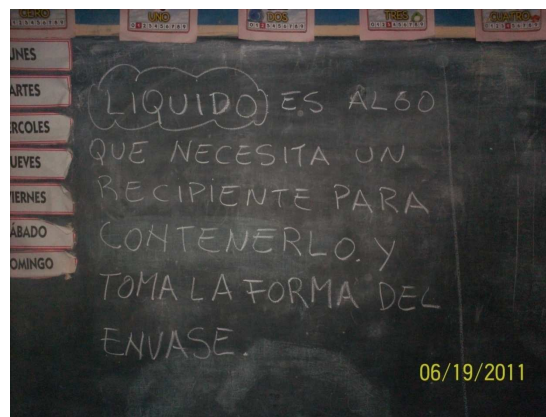 CERO
UNO
DOS
TRES
CUATRO
UNES
ARTES
RCOLES
UEVES
IERNES
ÁBADO
OMINGO
LIQUIDO ES ALGO
QUE NECESITA UN
RECIPIENTE PARA
CONTENERLO. Y
TOMA LA FORMA DEL
ENVASE.
06/19/2011